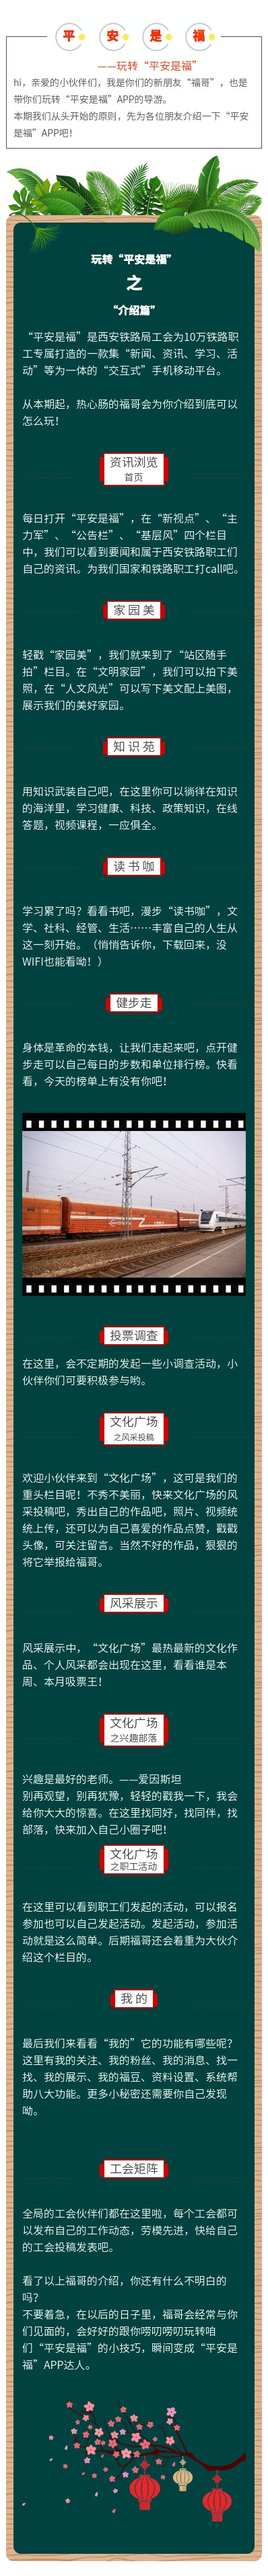 平 安 是 福
——玩转“平安是福”
hi，亲爱的小伙伴们，我是你们的新朋友“福哥”，也是
带你们玩转“平安是福”APP的导游。
本期我们从头开始的原则，先为各位朋友介绍一下“平安
是福”APP吧！
玩转“平安是福”
之
“介绍篇”
“平安是福”是西安铁路局工会为10万铁路职
工专属打造的一款集“新闻、资讯、学习、活
动”等为一体的“交互式”手机移动平台。
从本期起，热心肠的福哥会为你介绍到底可以
怎么玩！
资讯浏览
首页
每日打开“平安是福”，在“新视点”、“主
力军”、“公告栏”、“基层风”四个栏目
中，我们可以看到要闻和属于西安铁路职工们
自己的资讯。为我们国家和铁路职工打call吧。
家 园 美
轻戳“家园美”，我们就来到了“站区随手
拍”栏目。在“文明家园”，我们可以拍下美
照，在“人文风光”可以写下美文配上美图，
展示我们的美好家园。
知 识 苑
用知识武装自己吧，在这里你可以徜徉在知识
的海洋里，学习健康、科技、政策知识，在线
答题，视频课程，一应俱全。
读 书 咖
学习累了吗？看看书吧，漫步“读书咖”，文
学、社科、经管、生活……丰富自己的人生从
这一刻开始。（悄悄告诉你，下载回来，没
WIFI也能看呦！）
健步走
身体是革命的本钱，让我们走起来吧，点开健
步走可以自己每日的步数和单位排行榜。快看
看，今天的榜单上有没有你吧！
投票调查
在这里，会不定期的发起一些小调查活动，小
伙伴你们可要积极参与哟。
文化广场
之风采投稿
欢迎小伙伴来到“文化广场”，这可是我们的
重头栏目呢！不秀不美丽，快来文化广场的风
采投稿吧，秀出自己的作品吧，照片、视频统
统上传，还可以为自己喜爱的作品点赞，戳戳
头像，可关注留言。当然不好的作品，狠狠的
将它举报给福哥。
风采展示
风采展示中，“文化广场”最热最新的文化作
品、个人风采都会出现在这里，看看谁是本
周、本月吸票王！
文化广场
之兴趣部落
兴趣是最好的老师。——爱因斯坦
别再观望，别再犹豫，轻轻的戳我一下，我会
给你大大的惊喜。在这里找同好，找同伴，找
部落，快来加入自己小圈子吧！
文化广场
之职工活动
在这里可以看到职工们发起的活动，可以报名
参加也可以自己发起活动。发起活动，参加活
动就是这么简单。后期福哥还会着重为大伙介
绍这个栏目的。
我 的
最后我们来看看“我的”它的功能有哪些呢？
这里有我的关注、我的粉丝、我的消息、找一
找、我的展示、我的福豆、资料设置、系统帮
助八大功能。更多小秘密还需要你自己发现
呦。
工会矩阵
全局的工会伙伴们都在这里啦，每个工会都可
以发布自己的工作动态，劳模先进，快给自己
的工会投稿发表吧。
看了以上福哥的介绍，你还有什么不明白的
吗？
不要着急，在以后的日子里，福哥会经常与你
们见面的，会好好的跟你唠叨唠叨玩转咱
们“平安是福”的小技巧，瞬间变成“平安是
福”APP达人。